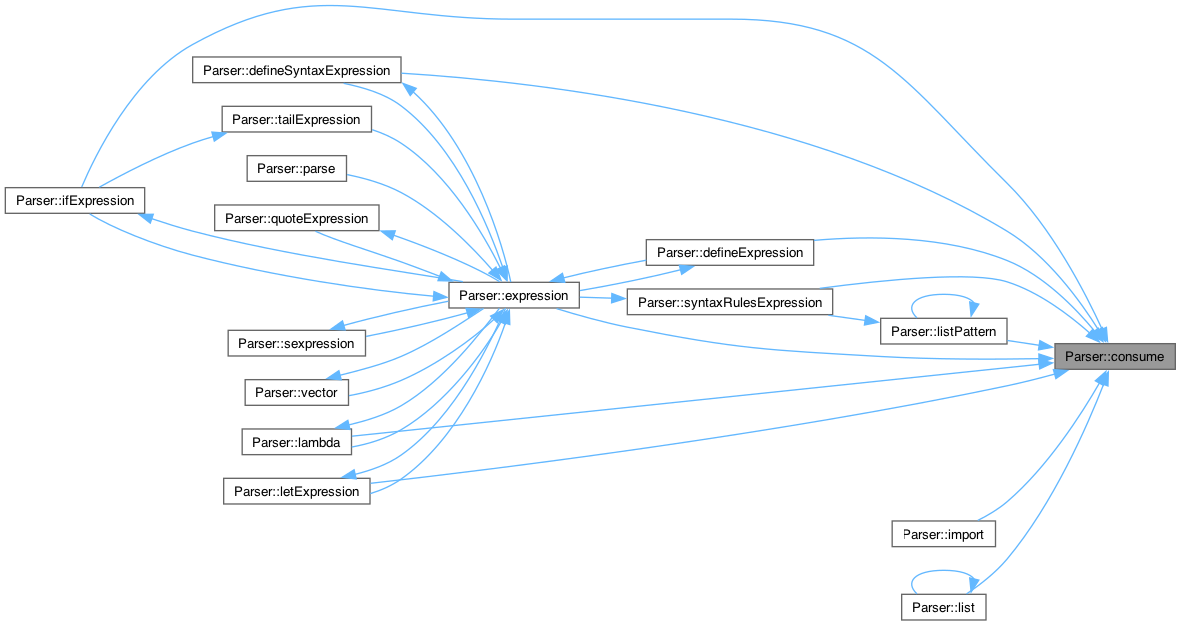 Parser::defineSyntaxExpression
Parser::tailExpression
Parser::parse
Parser::ifExpression
Parser::quoteExpression
Parser::defineExpression
Parser::expression
Parser::syntaxRulesExpression
Parser::listPattern
Parser::sexpression
Parser::consume
Parser::vector
Parser::lambda
Parser::letExpression
Parser::import
Parser::list